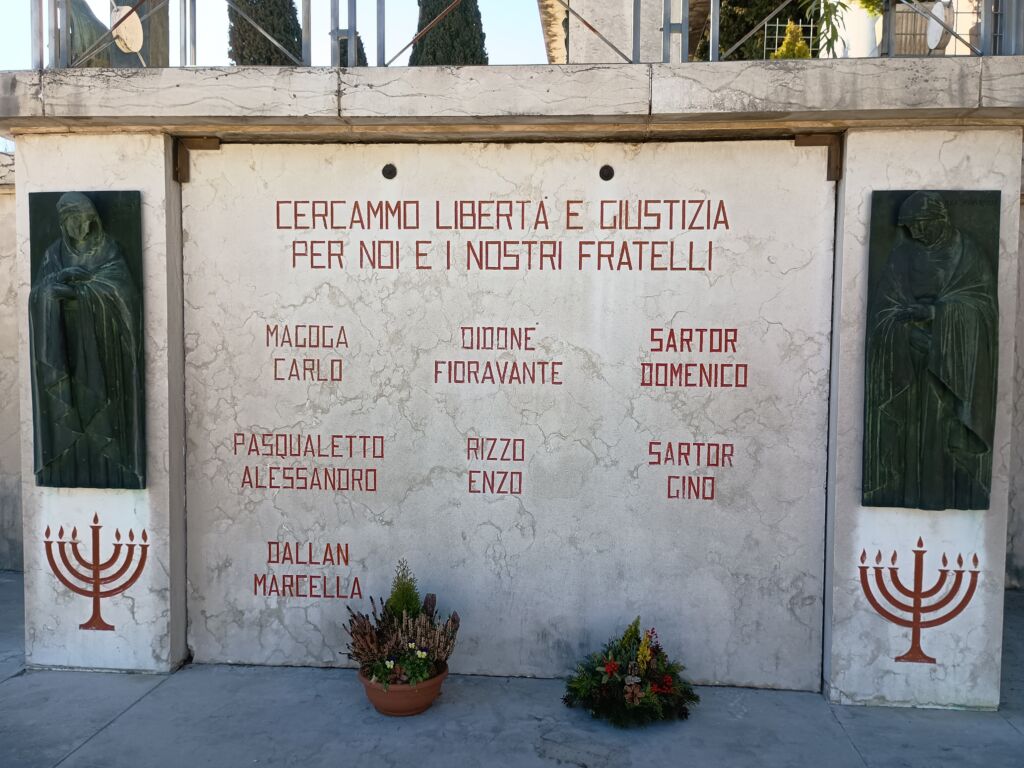 CERCAMMO LIBERTÀ E GIUSTIZIA
PER NOI E I NOSTRI FRATELLI
MAGOGA
CARLO
DIDONE
FIORAVANTE
SARTOR
DOMENICO
PASQUALETTO
ALESSANDRO
RIZZO
ENZO
SARTOR
GINO
DALLAN
MARCELLA